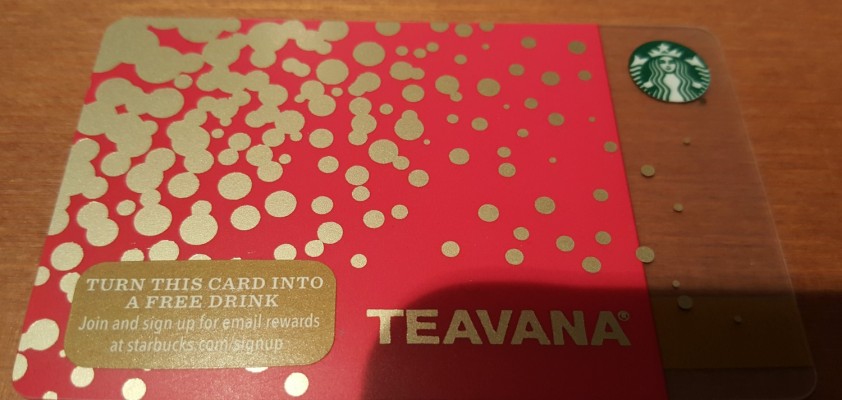 TURN THIS CARD INTO
A FREE DRINK
Join and sign up for email rewards
at starbucks.com/signup
TEAVANA®